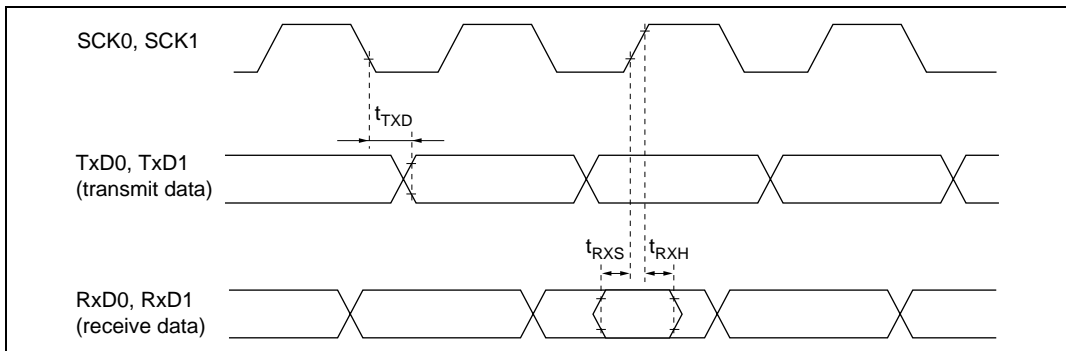 SCK0, SCK1
tTXD
TxD0, TxD1
(transmit data)
tRXS
tRXH
RxD0, RxD1
(receive data)